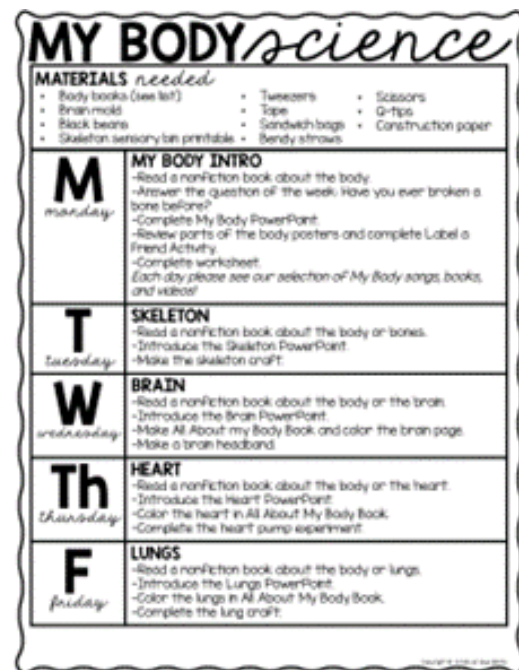 MY BODY science
MATERIALS needed
• Body books (see list)
• Brain mold
• Black beans
• Skeleton sensory bin printable
• Tweezers
• Tape
• Sandwich bags
• Bendy straws
• Scissors
• Q-tips
• Construction paper
M
monday
MY BODY INTRO
-Read a nonfiction book about the body.
-Answer the question of the week: Have you ever broken a
bone before?
-Complete My Body PowerPoint.
-Review parts of the body posters and complete Label a
Friend Activity.
-Complete worksheet.
Each day please see our selection of My Body songs, books,
and videos!
T
tuesday
SKELETON
-Read a nonfiction book about the body or bones.
-Introduce the Skeleton PowerPoint.
-Make the skeleton craft.
W
wednesday
BRAIN
-Read a nonfiction book about the body or the brain.
-Introduce the Brain PowerPoint.
-Make All About my Body Book and color the brain page.
-Make a brain headband.
Th
thursday
HEART
-Read a nonfiction book about the body or the heart.
-Introduce the Heart PowerPoint.
-Color the heart in All About My Body Book.
-Complete the heart pump experiment.
F
friday
LUNGS
-Read a nonfiction book about the body or lungs.
-Introduce the Lungs PowerPoint.
-Color the lungs in All About My Body Book.
-Complete the lung craft.